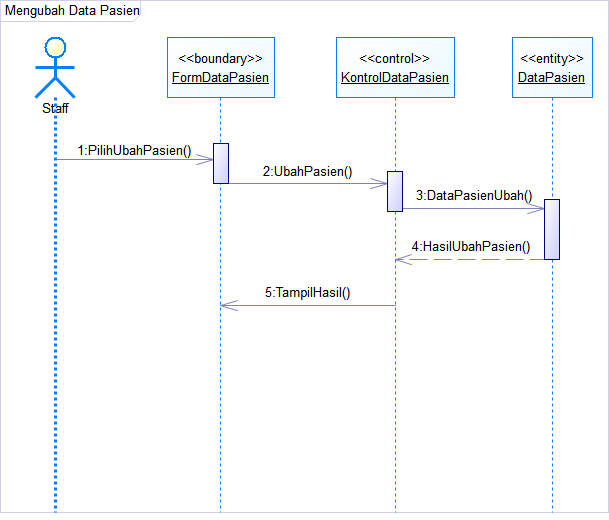 Mengubah Data Pasien
Staff
<<boundary>>
FormDataPasien
<<control>>
KontrolDataPasien
<<entity>>
DataPasien
1:PilihUbahPasien()
2:UbahPasien()
3:DataPasienUbah()
4:HasilUbahPasien()
5:TampilHasil()